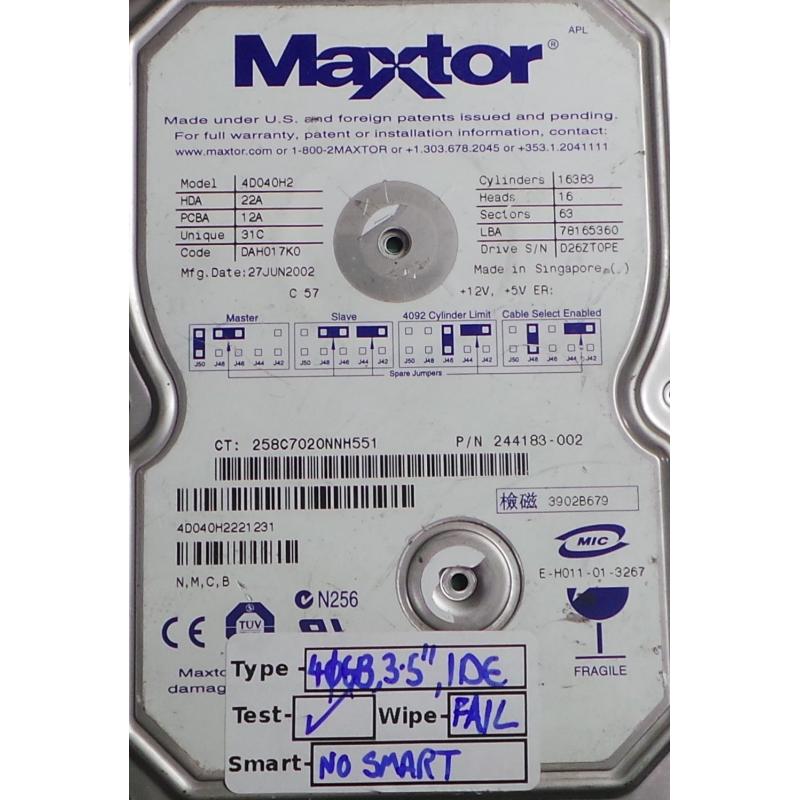 Maxtor®
APL
Made under U.S. and foreign patents issued and pending.
For full warranty, patent or installation information, contact:
www.maxtor.com or 1-800-2MAXTOR or +1.303.678.2045 or +353.1.2041111
Model 4D040H2
HDA 22A
PCBA 12A
Unique 31C
Code DAH017K0
Mfg.Date:27JUN2002
C 57
Cylinders 16383
Heads 16
Sectors 63
LBA 78165360
Drive S/N D26ZT0PE
Made in Singapore
+12V, +5V ER:
Master Slave 4092 Cylinder Limit Cable Select Enabled
J50 J48 J46 J44 J42 J50 J48 J46 J44 J42 J50 J48 J46 J44 J42 J50 J48 J46 J44 J42
Spare Jumpers
CT: 258C7020NNH551 P/N 244183-002
檢磁 3902B679
4D040H2221231
MIC
E-H011-01-3267
N,M,C,B
N256
CE
TUV
FRAGILE
Type - 40GB, 3.5", IDE
Test- ✓ Wipe- FAIL
Smart- NO SMART